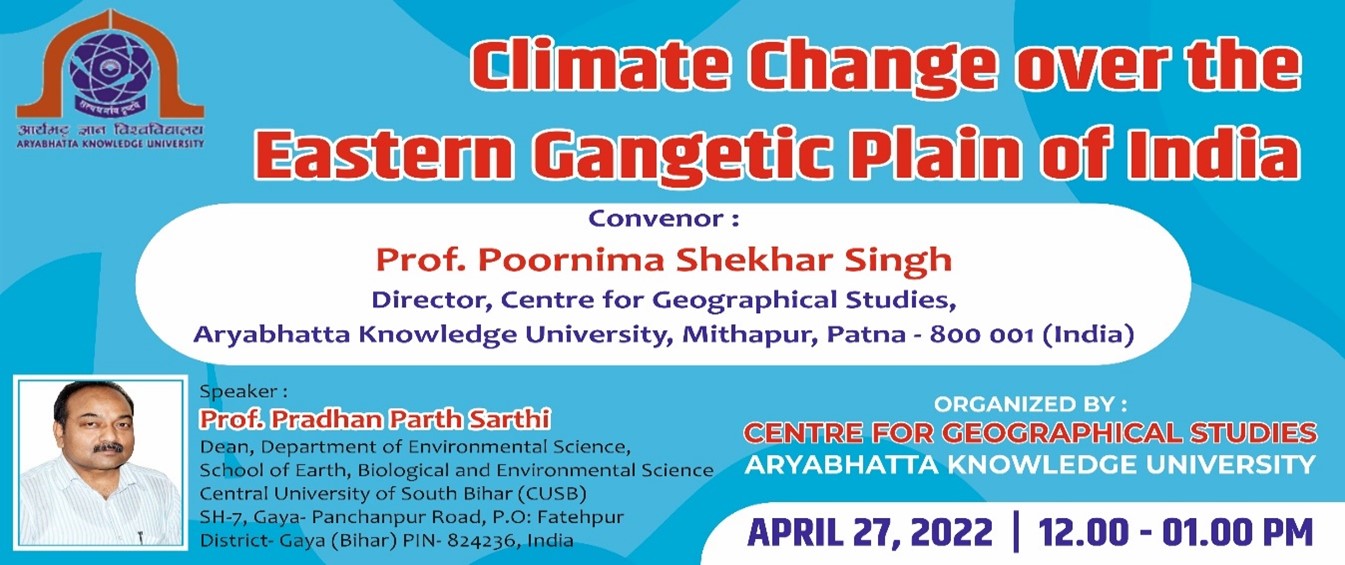 सत्यमन्वेषणीयं दृष्टये
आर्यभट्ट ज्ञान विश्वविद्यालय
ARYABHATTA KNOWLEDGE UNIVERSITY
Climate Change over the
Eastern Gangetic Plain of India
Convenor :
Prof. Poornima Shekhar Singh
Director, Centre for Geographical Studies,
Aryabhatta Knowledge University, Mithapur, Patna - 800 001 (India)
Speaker :
Prof. Pradhan Parth Sarthi
Dean, Department of Environmental Science,
School of Earth, Biological and Environmental Science
Central University of South Bihar (CUSB)
SH-7, Gaya- Panchanpur Road, P.O: Fatehpur
District- Gaya (Bihar) PIN- 824236, India
ORGANIZED BY :
CENTRE FOR GEOGRAPHICAL STUDIES
ARYABHATTA KNOWLEDGE UNIVERSITY
APRIL 27, 2022 | 12.00 - 01.00 PM